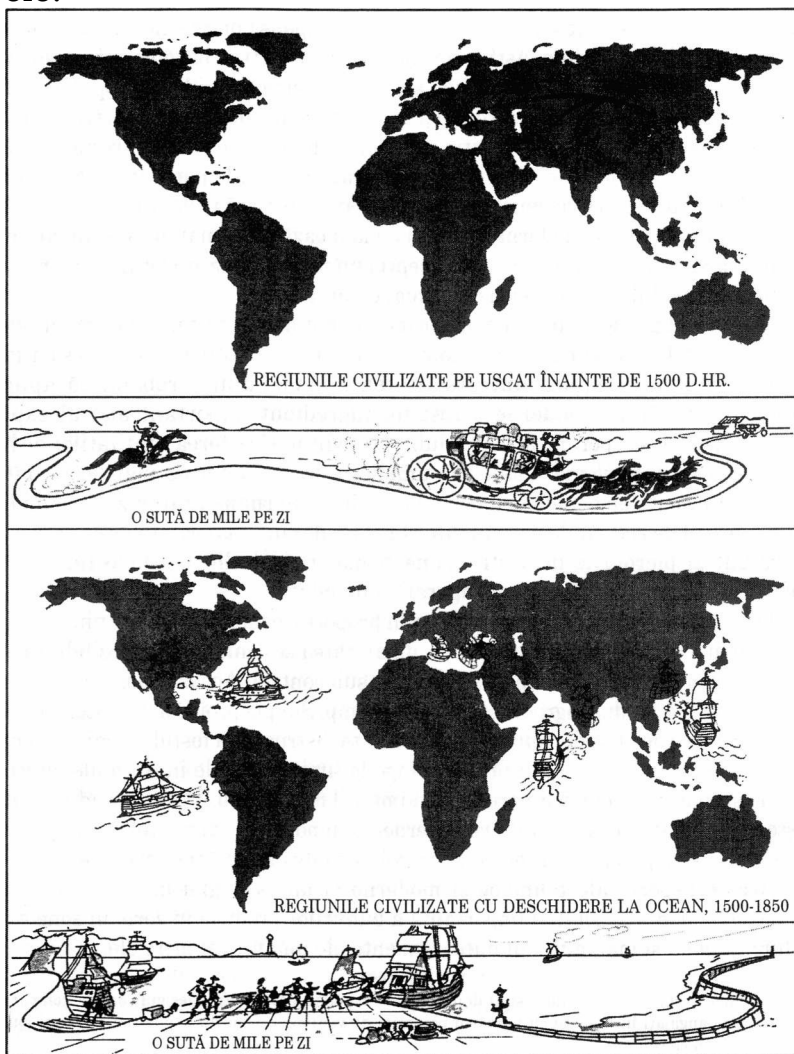 REGIUNILE CIVILIZATE PE USCAT ÎNAINTE DE 1500 D.HR.
O SUTĂ DE MILE PE ZI
REGIUNILE CIVILIZATE CU DESCHIDERE LA OCEAN, 1500-1850
O SUTĂ DE MILE PE ZI